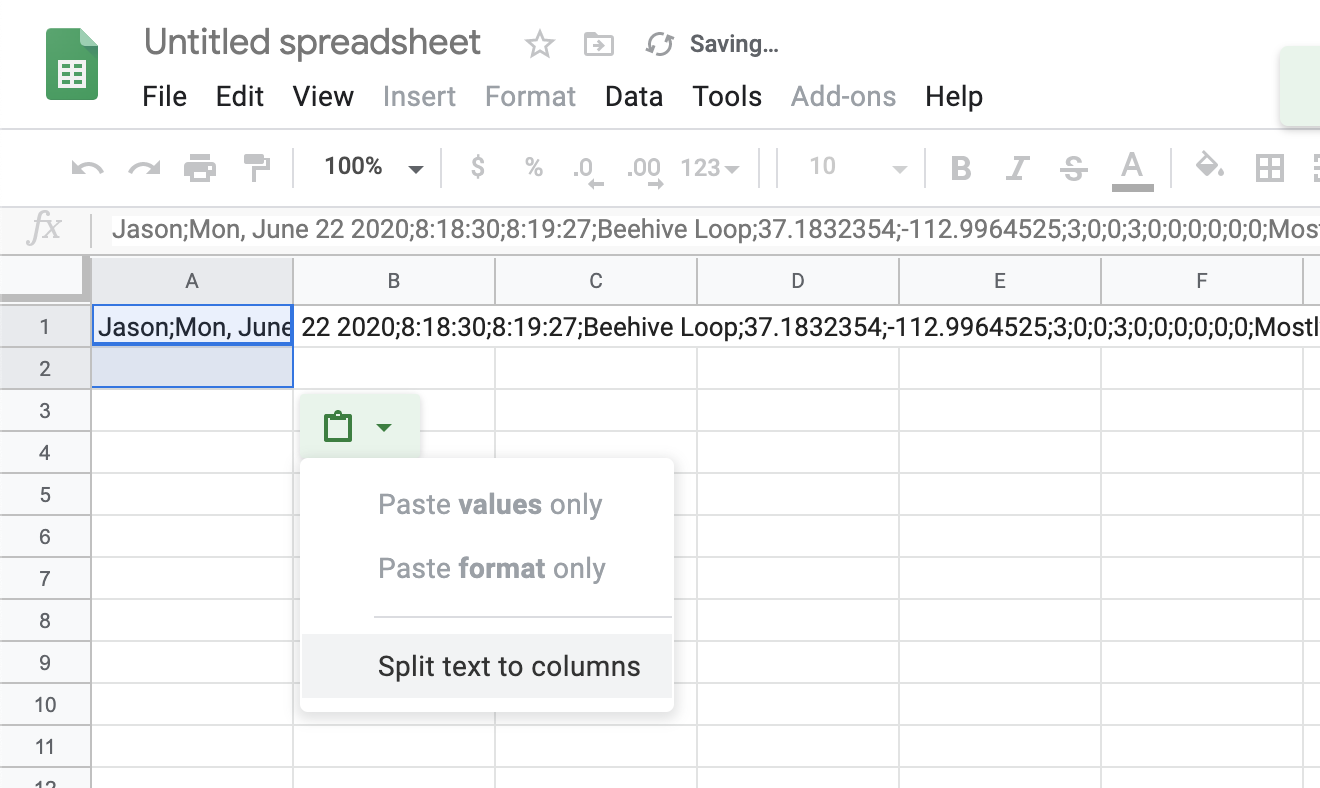 Untitled spreadsheet Saving...
File Edit View Insert Format Data Tools Add-ons Help
100% $ % .0 .00 123 10 B I S A
fx Jason;Mon, June 22 2020;8:18:30;8:19:27;Beehive Loop;37.1832354;-112.9964525;3;0;0;3;0;0;0;0;0;0;Mos
A B C D E F
1 Jason;Mon, June 22 2020;8:18:30;8:19:27;Beehive Loop;37.1832354;-112.9964525;3;0;0;3;0;0;0;0;0;0;Mostl
2
3
4
Paste values only
5
6
Paste format only
7
8
Split text to columns
9
10
11
12